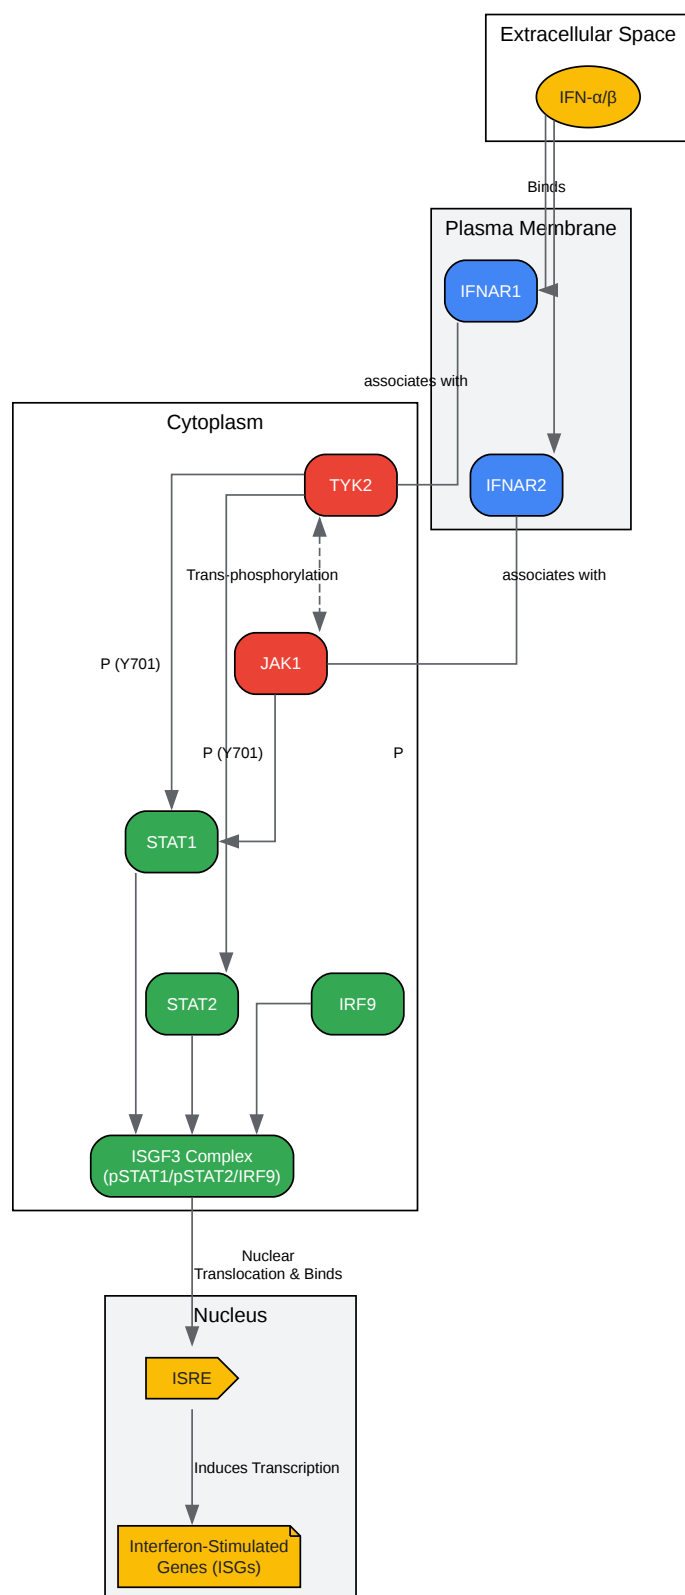 Extracellular Space
IFN-α/β
Binds
Plasma Membrane
IFNAR1
associates with
Cytoplasm
TYK2
IFNAR2
Trans-phosphorylation
associates with
P (Y701)
JAK1
P (Y701)
P
STAT1
STAT2
IRF9
ISGF3 Complex
(pSTAT1/pSTAT2/IRF9)
Nuclear
Translocation & Binds
Nucleus
ISRE
Induces Transcription
Interferon-Stimulated
Genes (ISGs)